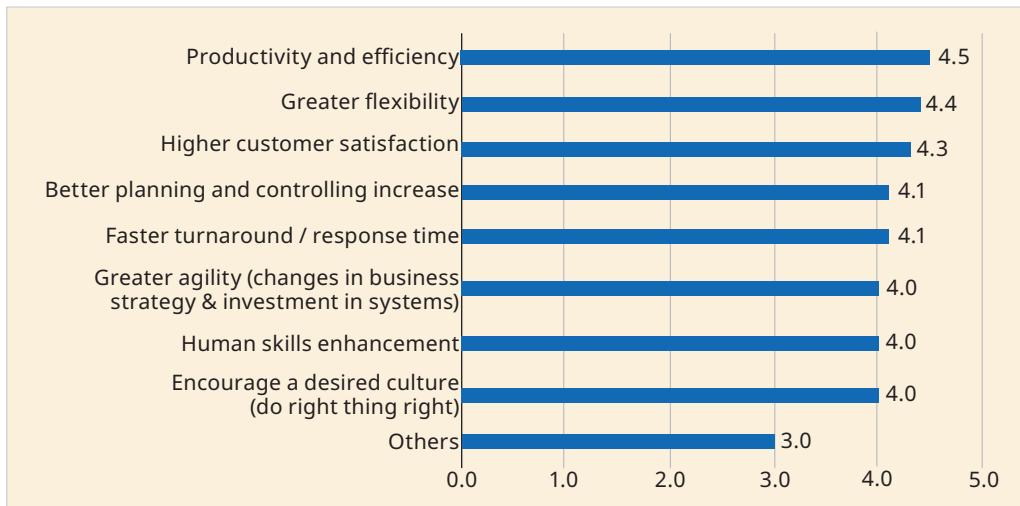 Productivity and efficiency 4.5
Greater flexibility 4.4
Higher customer satisfaction 4.3
Better planning and controlling increase 4.1
Faster turnaround / response time 4.1
Greater agility (changes in business
strategy & investment in systems) 4.0
Human skills enhancement 4.0
Encourage a desired culture
(do right thing right) 4.0
Others 3.0
0.0 1.0 2.0 3.0 4.0 5.0